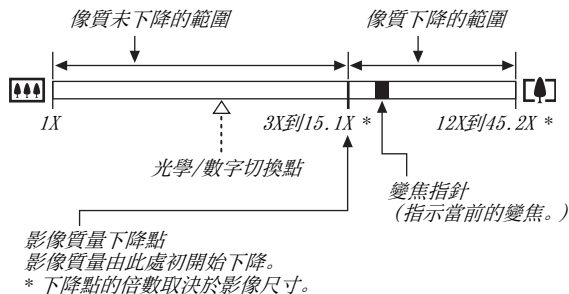 像質未下降的範圍
像質下降的範圍
1X
3X到15.1X *
12X到45.2X *
光學/數字切換點
變焦指針
(指示當前的變焦。)
影像質量下降點
影像質量由此處初開始下降。
* 下降點的倍數取決於影像尺寸。